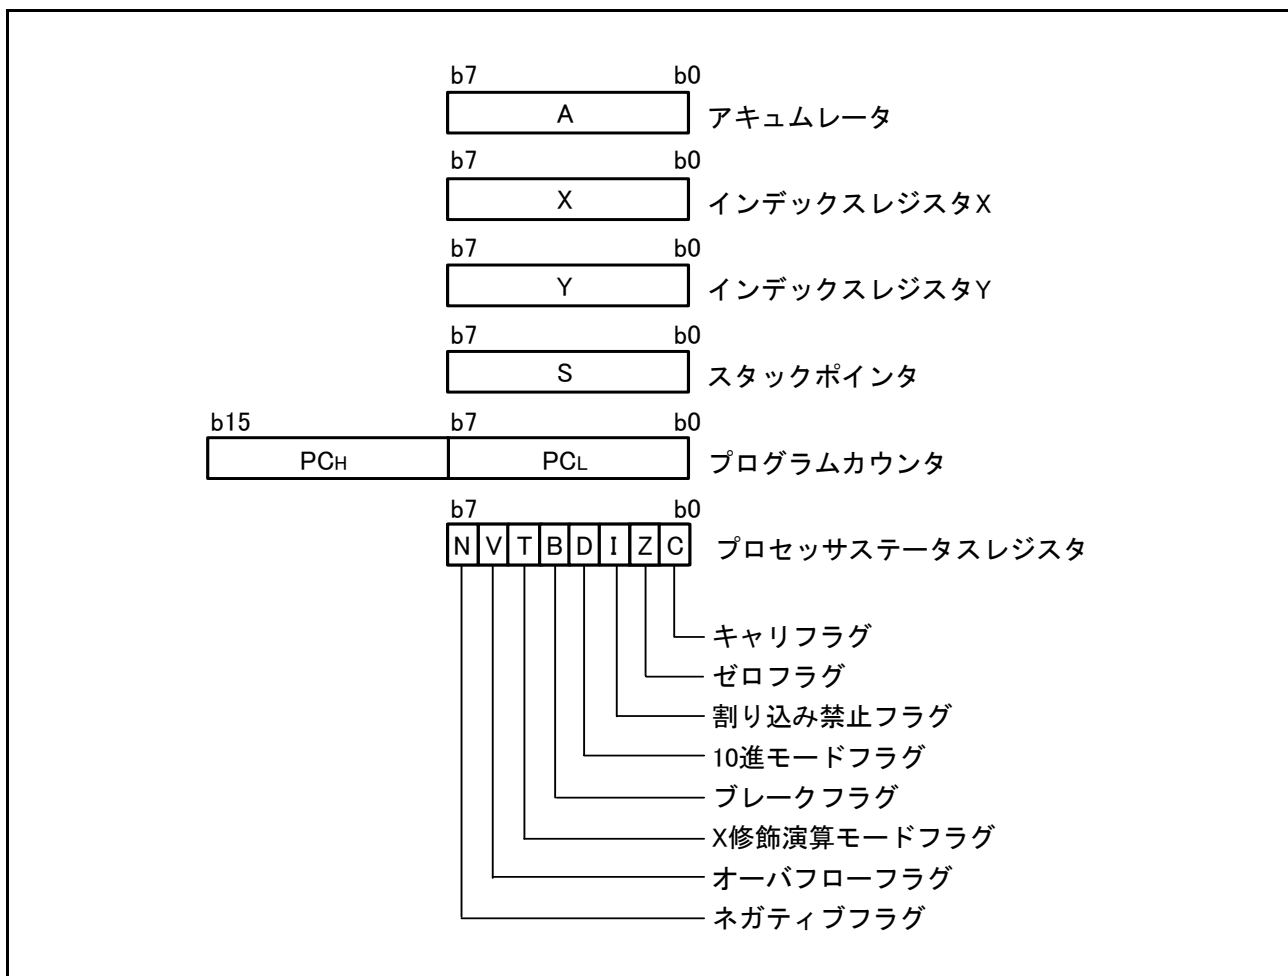 b7 b0
A アキュムレータ
b7 b0
X インデックスレジスタX
b7 b0
Y インデックスレジスタY
b7 b0
S スタックポインタ
b15 b7 b0
PCH PCL プログラムカウンタ
b7 b0
N V T B D I Z C プロセッサステータスレジスタ
キャリフラグ
ゼロフラグ
割り込み禁止フラグ
10進モードフラグ
ブレークフラグ
X修飾演算モードフラグ
オーバフローフラグ
ネガティブフラグ